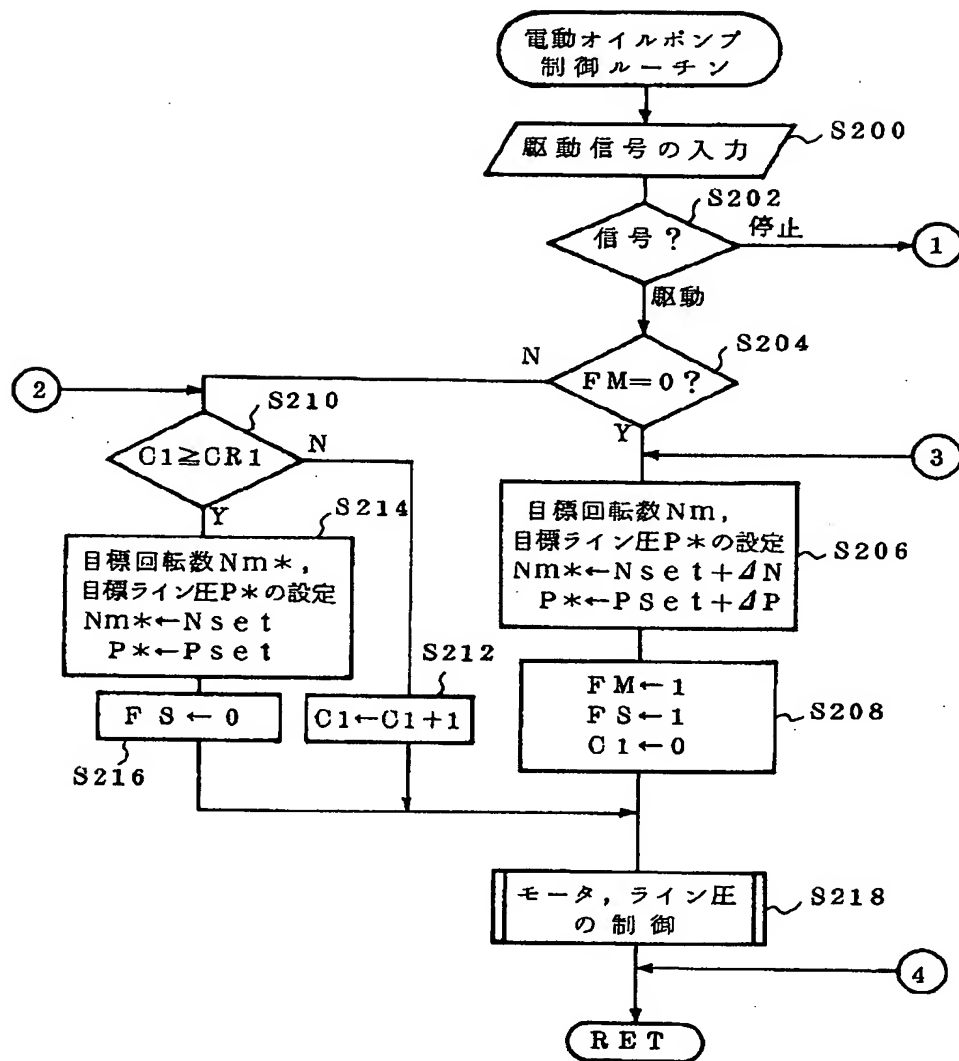 電動オイルポンプ
制御ルーチン
駆動信号の入力
S200
S202
信号?
停止
1
駆動
S204
FM=0?
N
Y
2
S210
C1≧CR1
N
Y
3
S214
目標回転数Nm*,
目標ライン圧P*の設定
Nm*←Nset
P*←Pset
目標回転数Nm,
目標ライン圧P*の設定
Nm*←Nset+ΔN
P*←PSet+ΔP
S206
S212
FS←0
C1←C1+1
S216
FM←1
FS←1
C1←0
S208
モータ,ライン圧
の制御
S218
4
RET